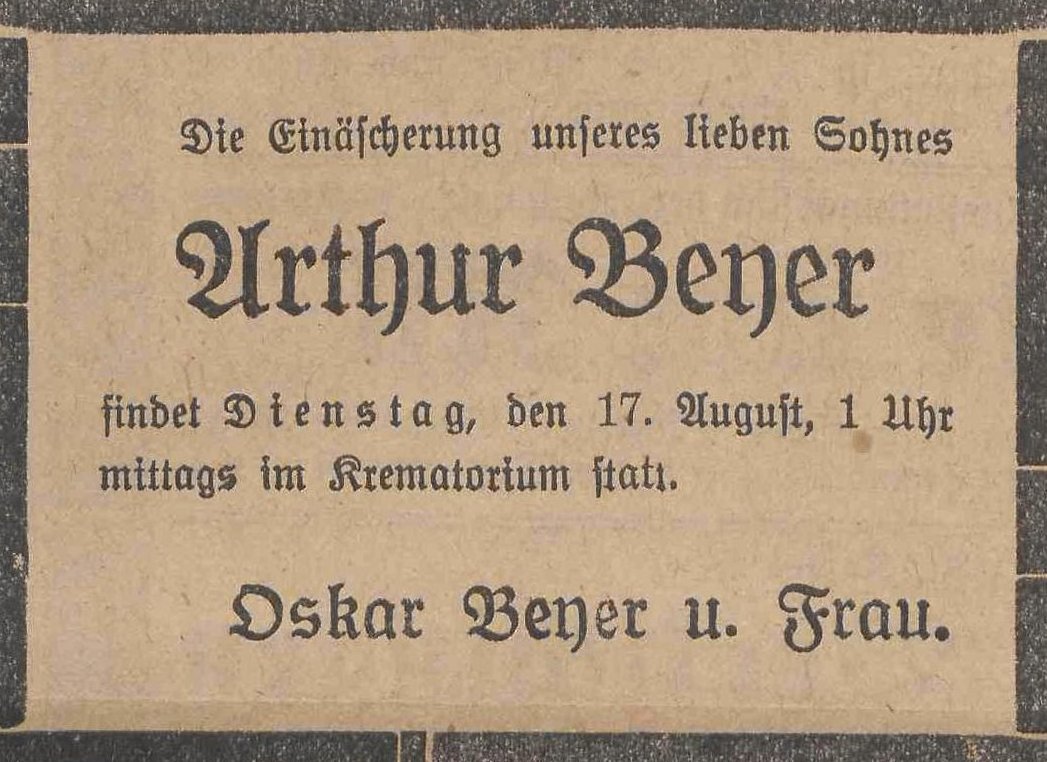 Die Einäscherung unseres lieben Sohnes
Arthur Beyer
findet Dienstag, den 17. August, 1 Uhr
mittags im Krematorium statt.
Oskar Beyer u. Frau.